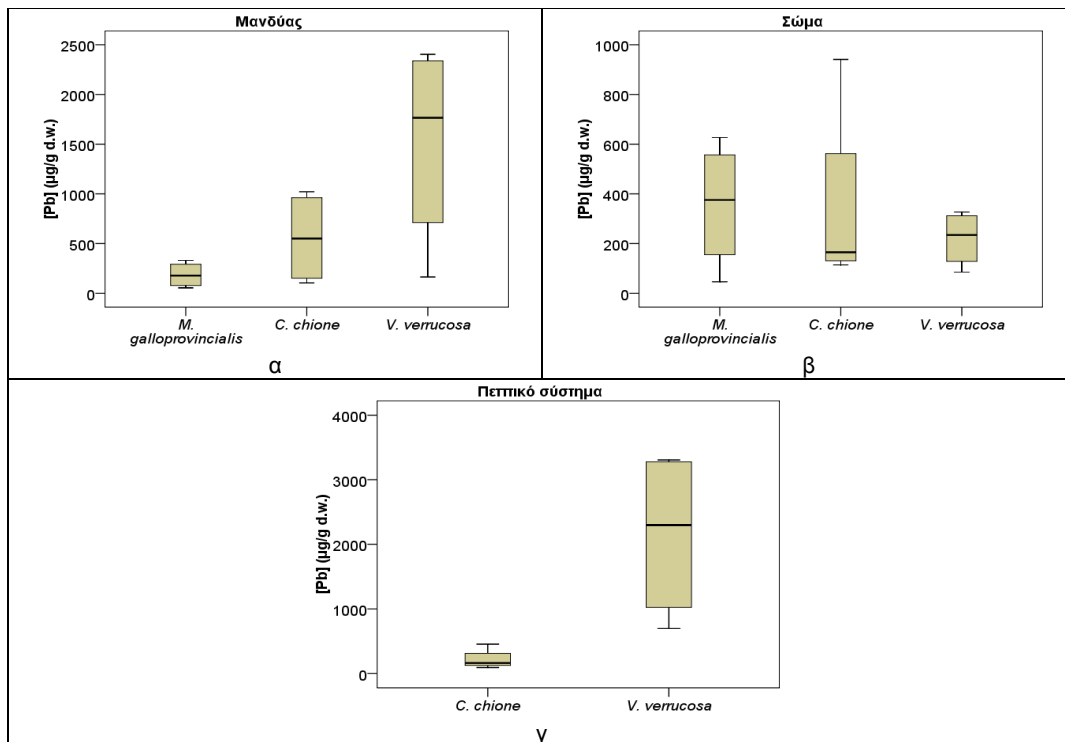 Μανδύας
[Pb] (µg/g d.w.)
2500
2000
1500
1000
500
0
M. galloprovincialis
C. chione
V. verrucosa
α
Σώμα
[Pb] (µg/g d.w.)
1000
800
600
400
200
0
M. galloprovincialis
C. chione
V. verrucosa
β
Πεπτικό σύστημα
[Pb] (µg/g d.w.)
4000
3000
2000
1000
0
C. chione
V. verrucosa
γ